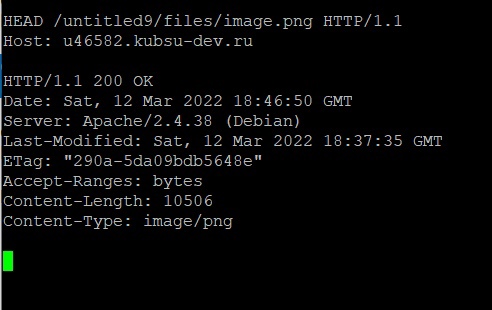 HEAD /untitled9/files/image.png HTTP/1.1
Host: u46582.kubsu-dev.ru
HTTP/1.1 200 OK
Date: Sat, 12 Mar 2022 18:46:50 GMT
Server: Apache/2.4.38 (Debian)
Last-Modified: Sat, 12 Mar 2022 18:37:35 GMT
ETag: "290a-5da09bdb5648e"
Accept-Ranges: bytes
Content-Length: 10506
Content-Type: image/png